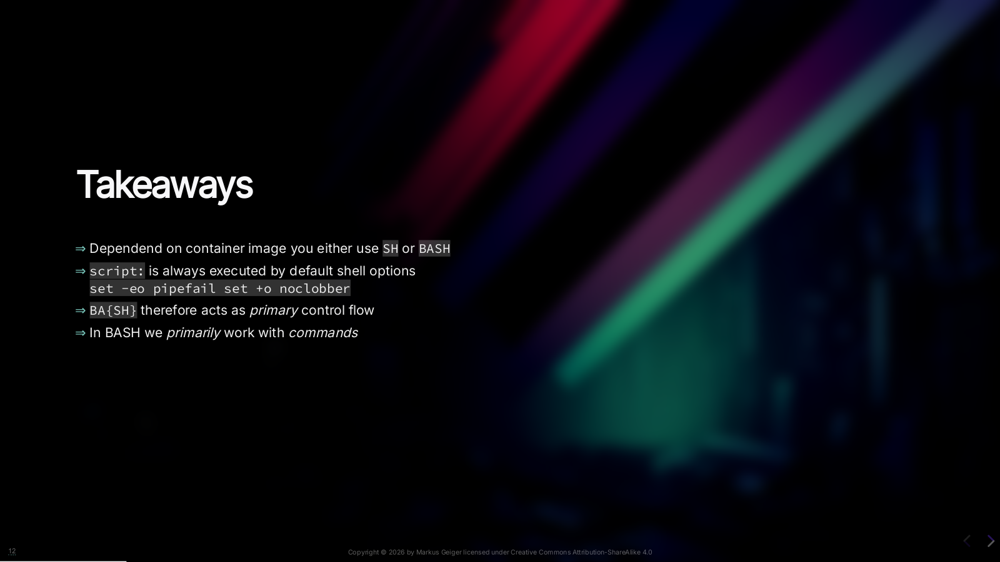 Takeaways
⇒ Dependend on container image you either use SH or BASH
⇒ script: is always executed by default shell options
set -eo pipefail set +o noclobber
⇒ BA{SH} therefore acts as primary control flow
⇒ In BASH we primarily work with commands
12
Copyright © 2026 by Markus Geiger licensed under Creative Commons Attribution-ShareAlike 4.0